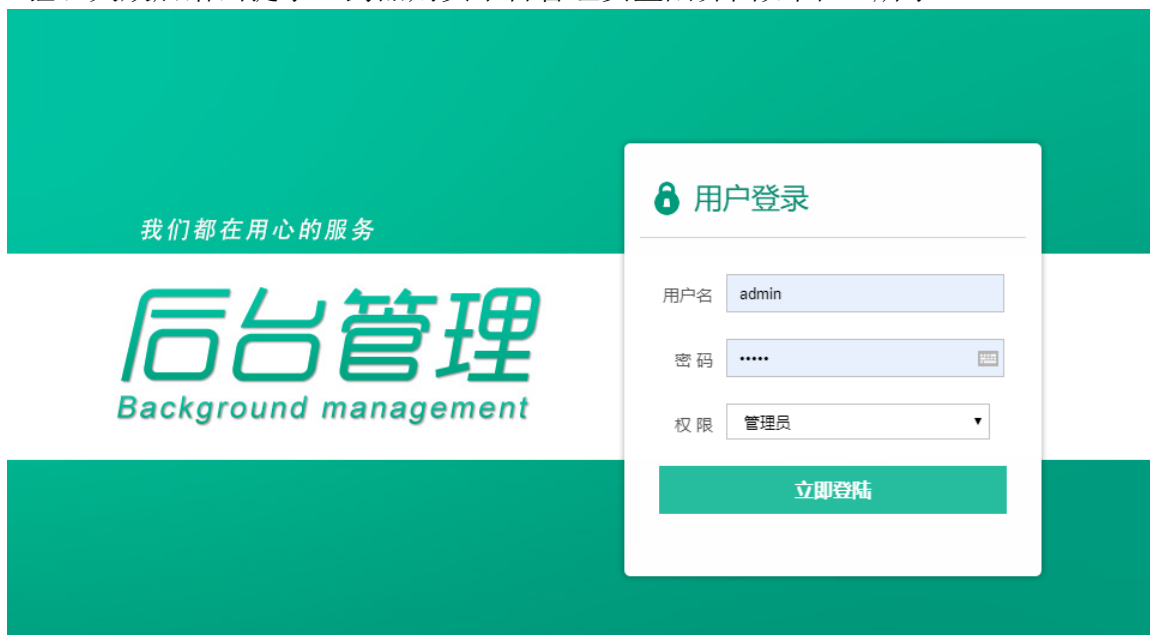 我们都在用心的服务
后台管理
Background management
用户登录
用户名 admin
密 码 •••••
权 限 管理员
立即登陆